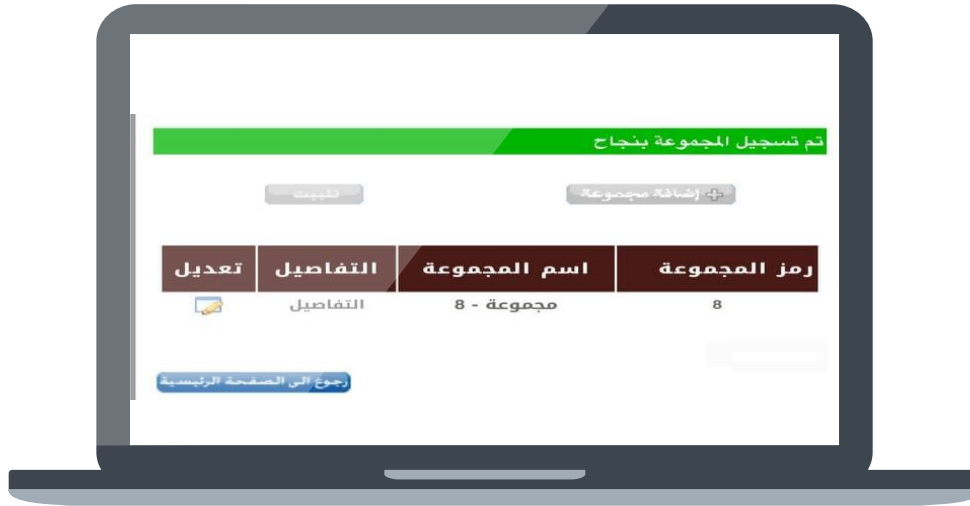 تم تسجيل المجموعة بنجاح
إضافة مجموعة تثبيت
رمز المجموعة اسم المجموعة التفاصيل تعديل
8 مجموعة - 8 التفاصيل
رجوع الى الصفحة الرئيسية